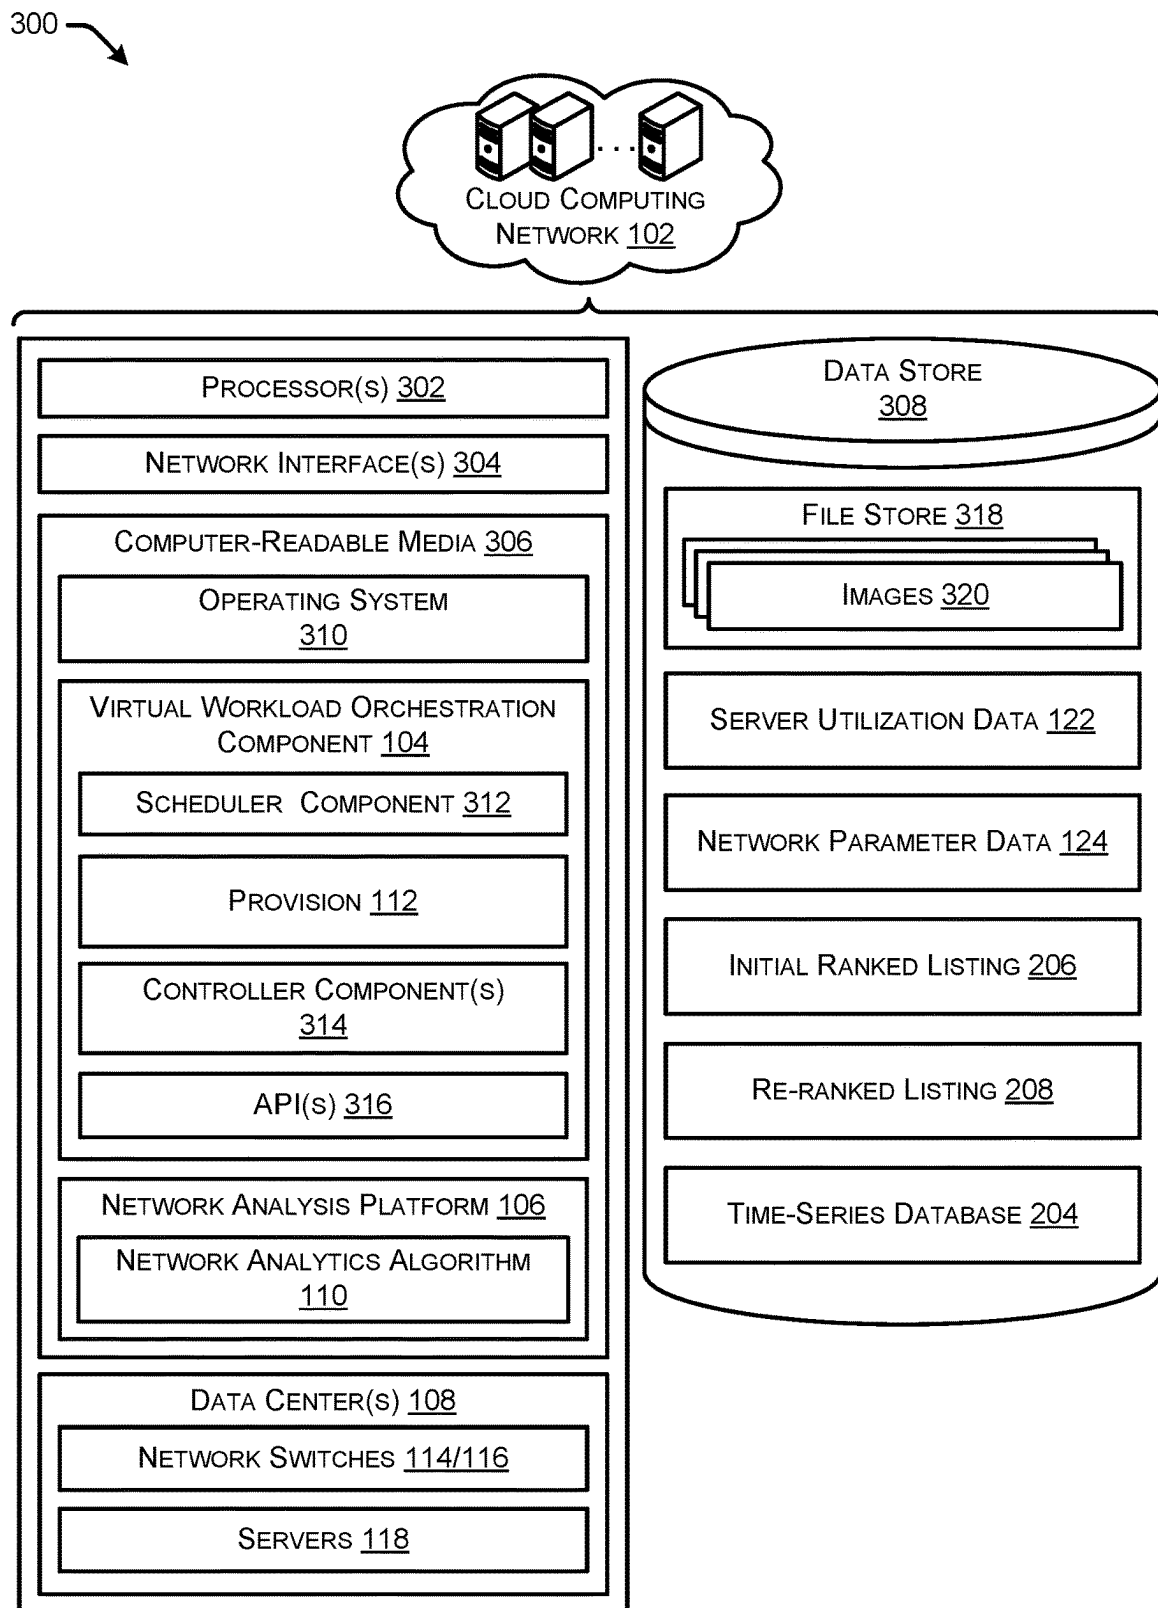 300
...
CLOUD COMPUTING
NETWORK 102
PROCESSOR(S) 302
NETWORK INTERFACE(S) 304
COMPUTER-READABLE MEDIA 306
OPERATING SYSTEM
310
VIRTUAL WORKLOAD ORCHESTRATION
COMPONENT 104
SCHEDULER COMPONENT 312
PROVISION 112
CONTROLLER COMPONENT(S)
314
API(S) 316
NETWORK ANALYSIS PLATFORM 106
NETWORK ANALYTICS ALGORITHM
110
DATA CENTER(S) 108
NETWORK SWITCHES 114/116
SERVERS 118
DATA STORE
308
FILE STORE 318
IMAGES 320
SERVER UTILIZATION DATA 122
NETWORK PARAMETER DATA 124
INITIAL RANKED LISTING 206
RE-RANKED LISTING 208
TIME-SERIES DATABASE 204